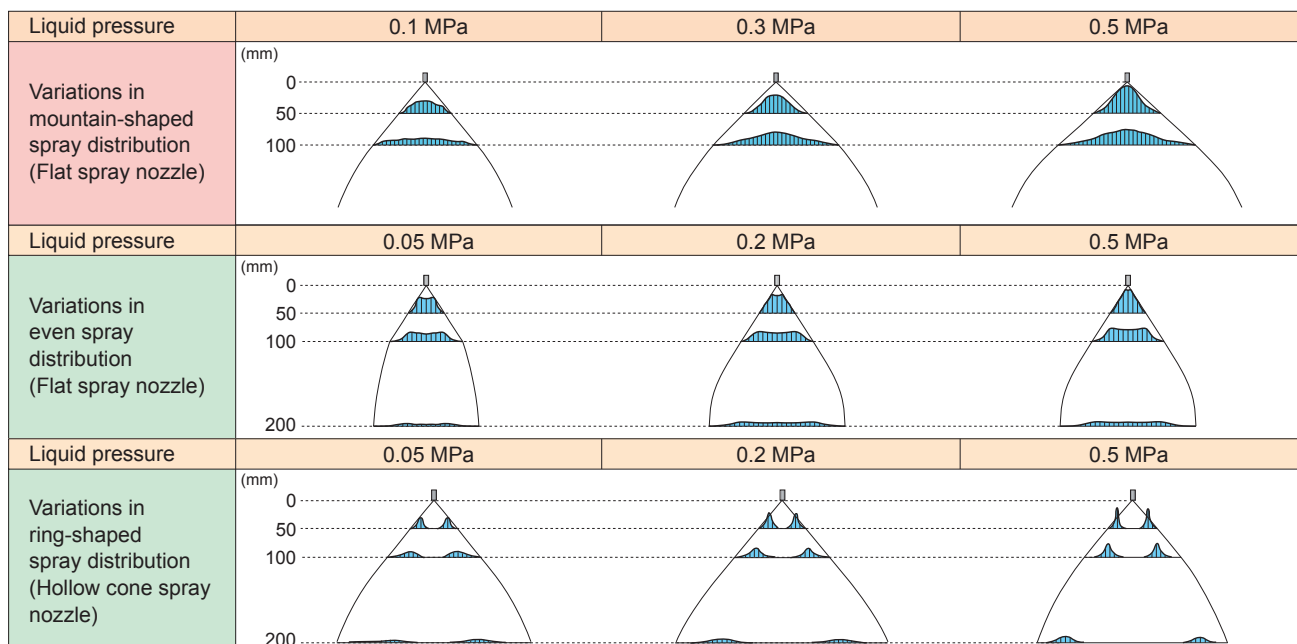 Liquid pressure
0.1 MPa
0.3 MPa
0.5 MPa
Variations in
mountain-shaped
spray distribution
(Flat spray nozzle)
(mm)
0
50
100
Liquid pressure
0.05 MPa
0.2 MPa
0.5 MPa
Variations in
even spray
distribution
(Flat spray nozzle)
(mm)
0
50
100
200
Liquid pressure
0.05 MPa
0.2 MPa
0.5 MPa
Variations in
ring-shaped
spray distribution
(Hollow cone spray
nozzle)
(mm)
0
50
100
200